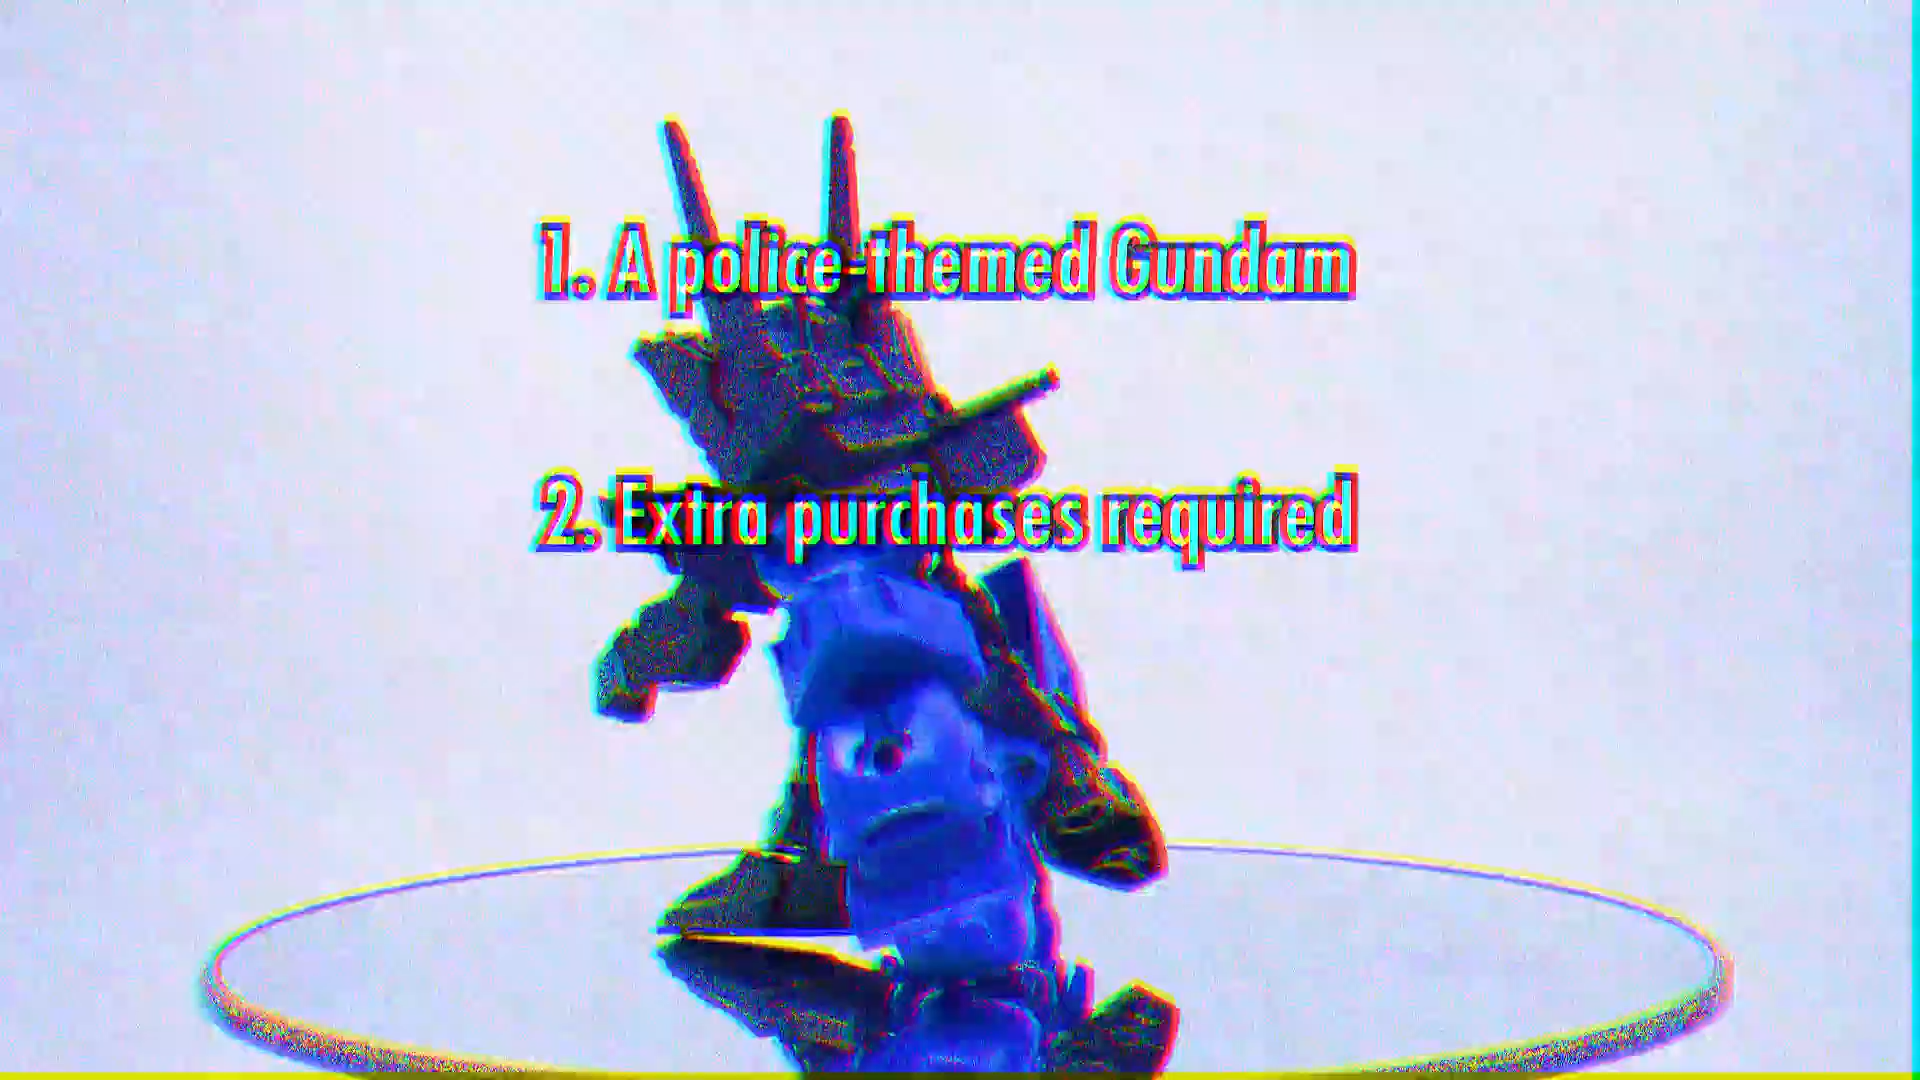 1. A police-themed Gundam
2. Extra purchases required